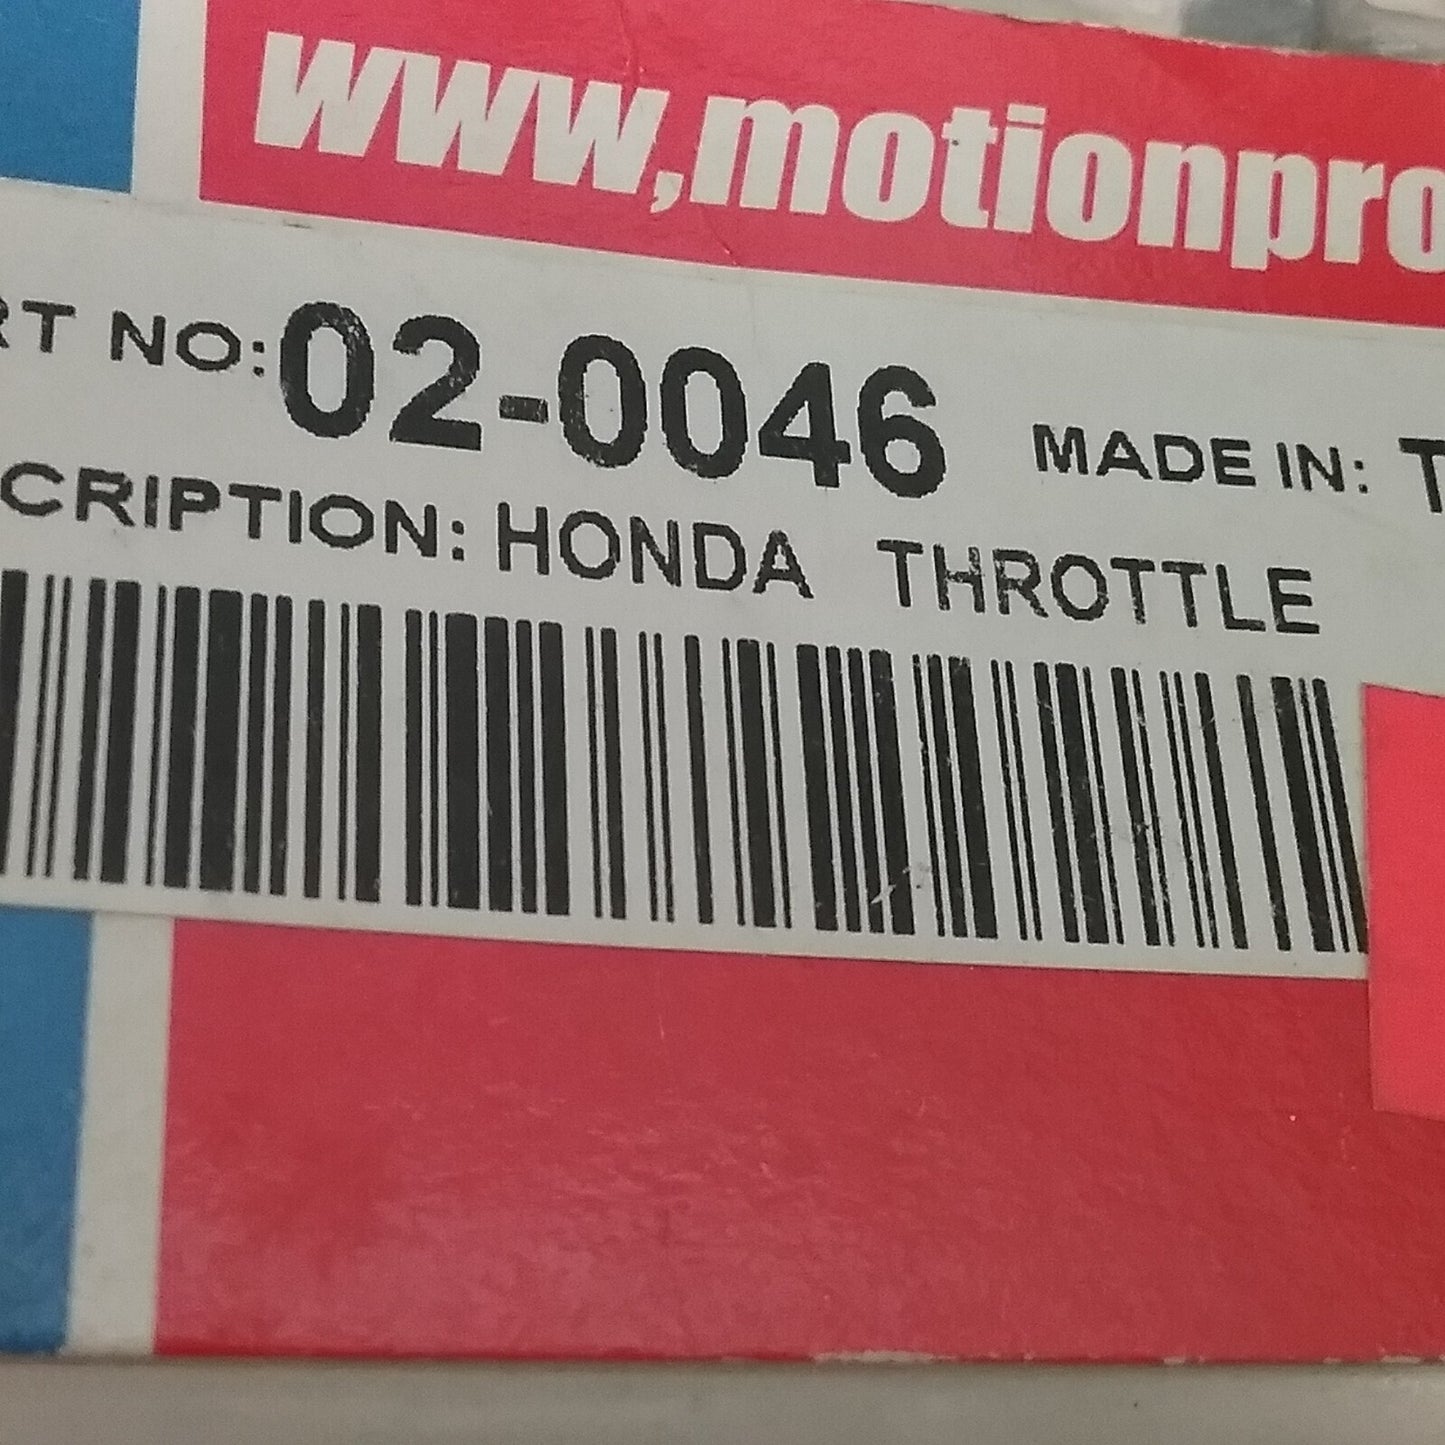 www.motionpro
RT NO: 02-0046 MADE IN: T
CRIPTION: HONDA THROTTLE